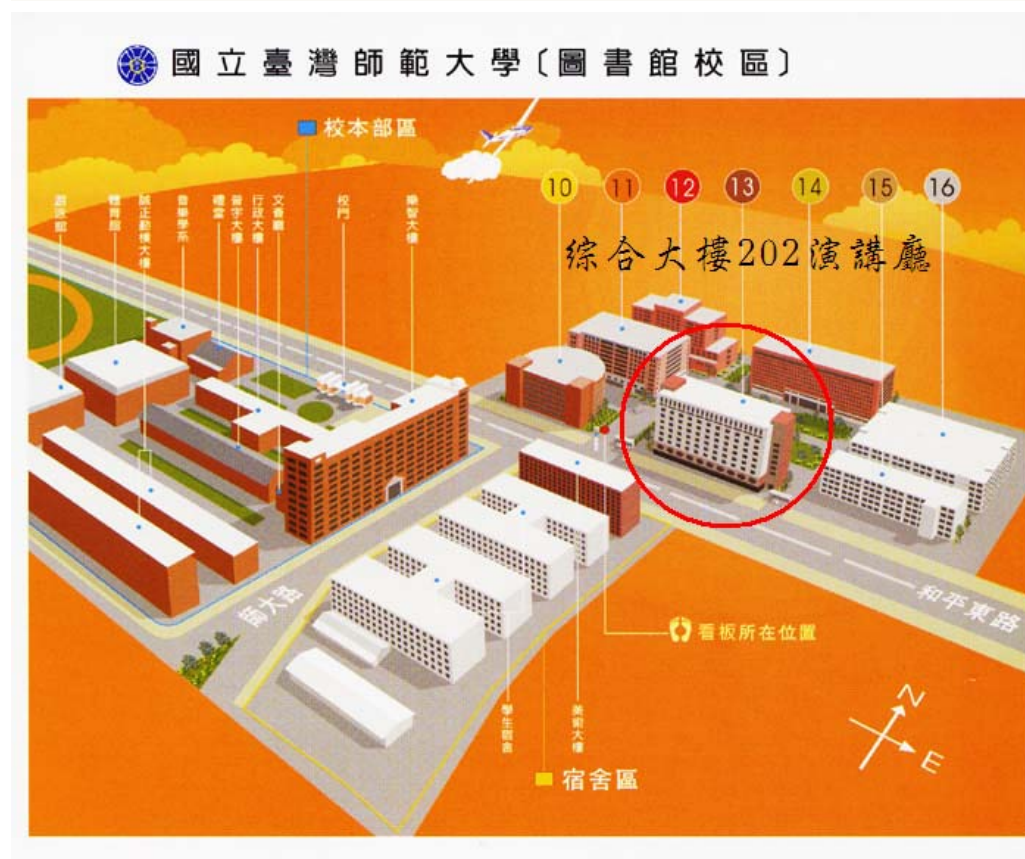 國立臺灣師範大學〔圖書館校區〕
校本部區
10 11 12 13 14 15 16
綜合大樓202演講廳
游泳館
體育館
誠正勤樸大樓
音樂學系
禮堂
普字大樓
行政大樓
文薈廳
校門
樂智大樓
師大路
和平東路
看板所在位置
學生宿舍
美術大樓
宿舍區
N
E